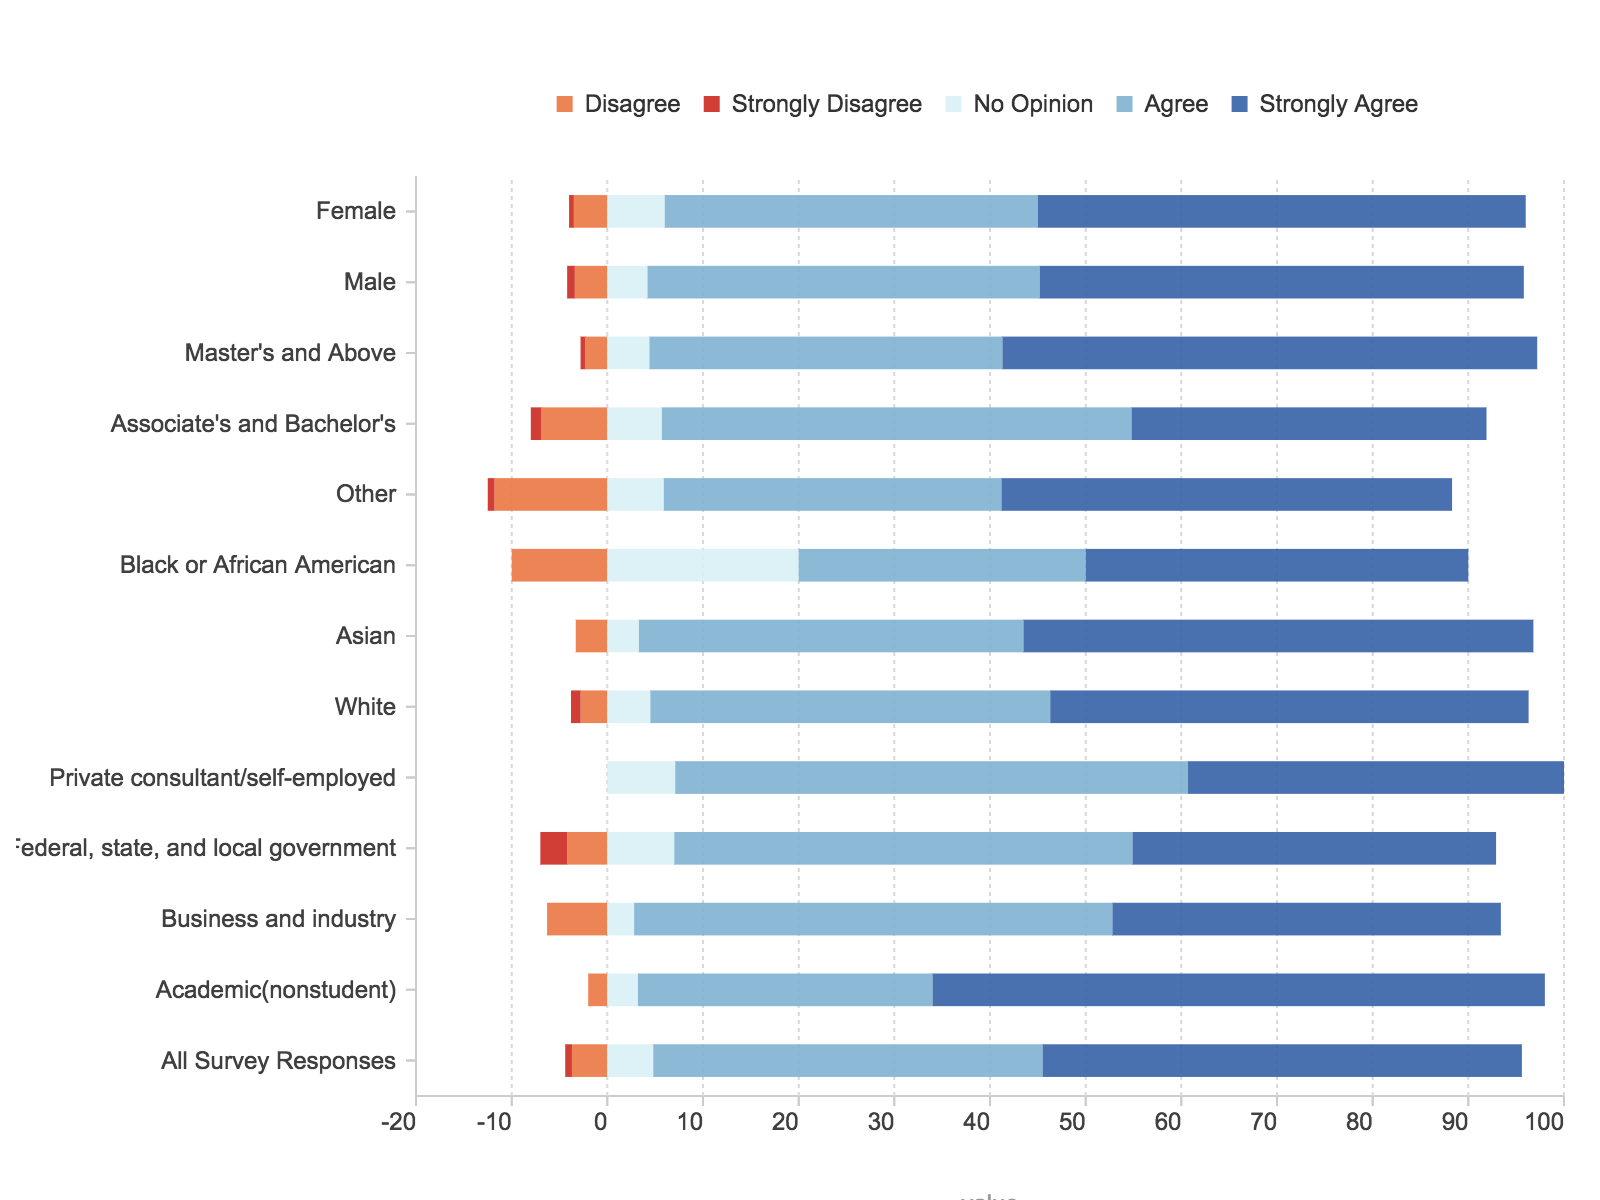 Disagree Strongly Disagree No Opinion Agree Strongly Agree
Female
Male
Master's and Above
Associate's and Bachelor's
Other
Black or African American
Asian
White
Private consultant/self-employed
Federal, state, and local government
Business and industry
Academic(nonstudent)
All Survey Responses
-20 -10 0 10 20 30 40 50 60 70 80 90 100